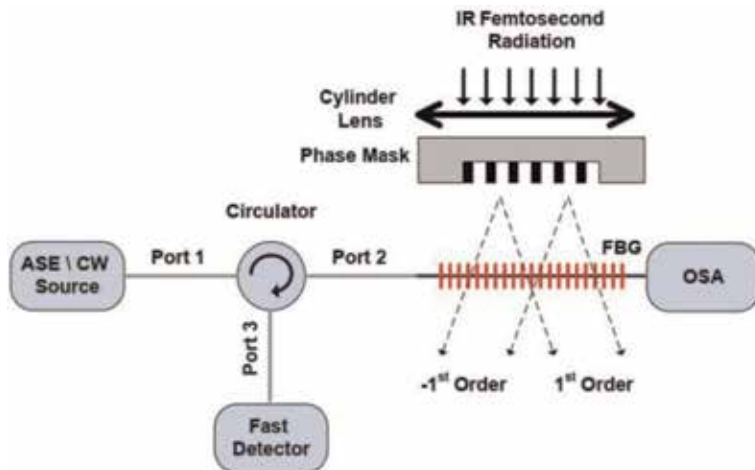 IR Femtosecond
Radiation
Cylinder
Lens
Phase Mask
Circulator
ASE \ CW
Source
Port 1
Port 2
FBG
OSA
Port 3
-1st Order
1st Order
Fast
Detector